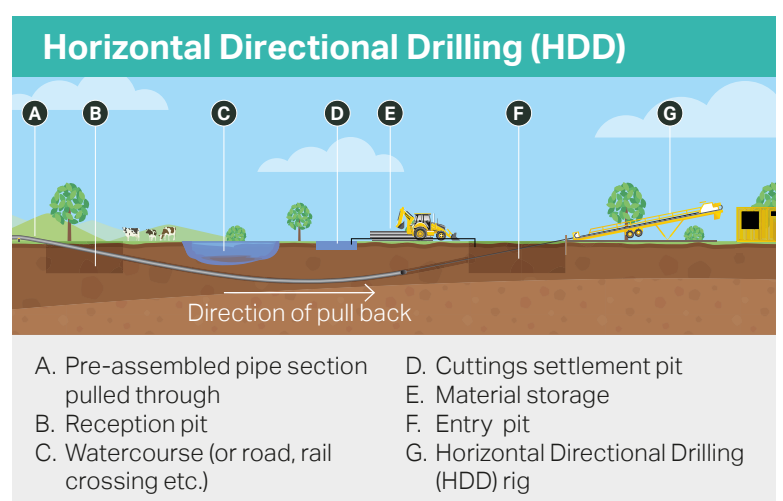 Horizontal Directional Drilling (HDD)
A B C D E F G
Direction of pull back
A. Pre-assembled pipe section
pulled through
B. Reception pit
C. Watercourse (or road, rail
crossing etc.)
D. Cuttings settlement pit
E. Material storage
F. Entry pit
G. Horizontal Directional Drilling
(HDD) rig